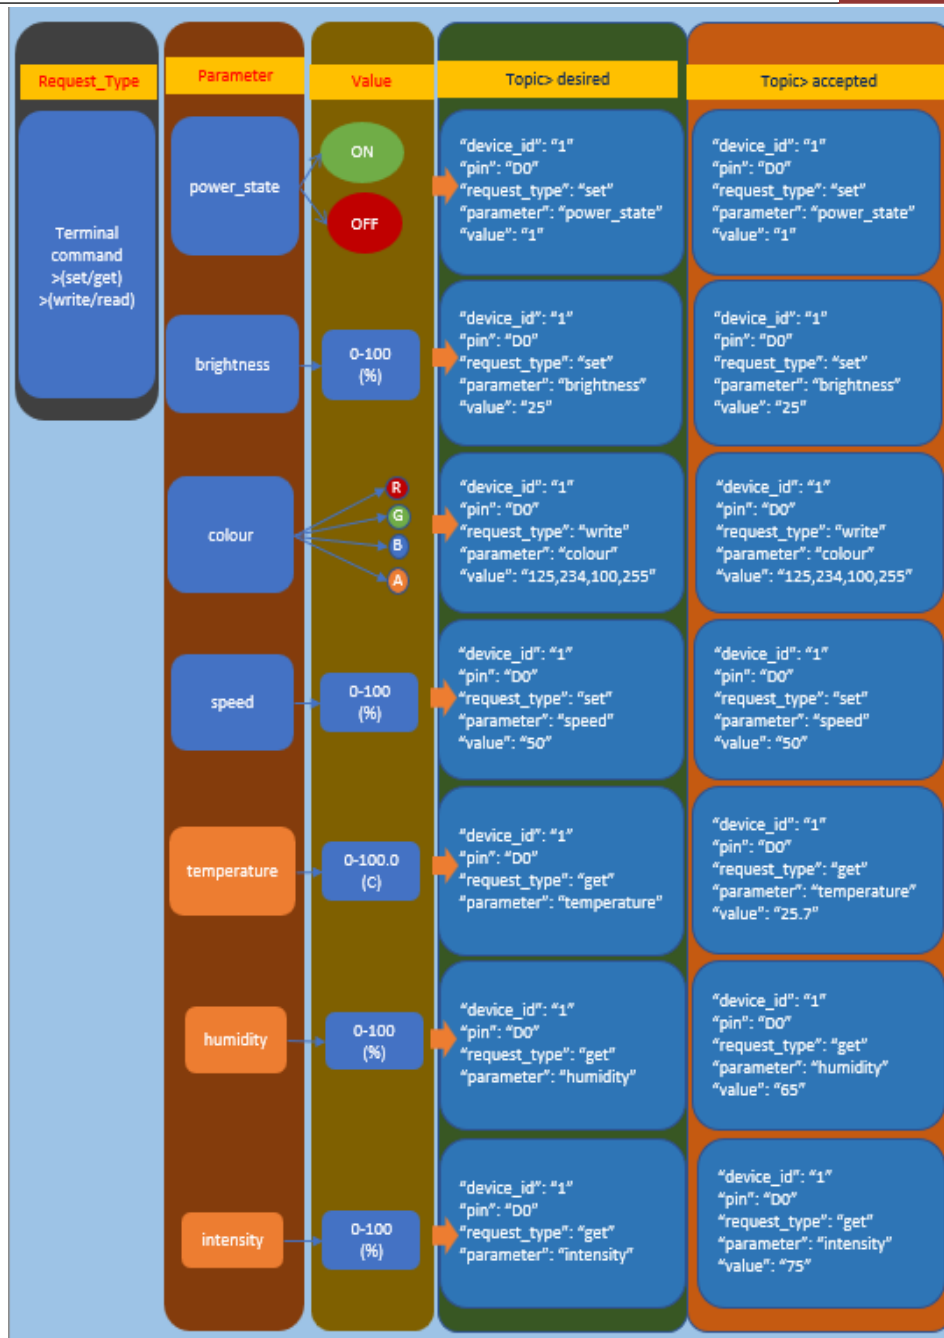 Request_Type
Parameter
Value
Topic> desired
Topic> accepted
Terminal
command
>(set/get)
>(write/read)
power_state
ON
OFF
“device_id”: “1”
“pin”: “D0”
“request_type”: “set”
“parameter”: “power_state”
“value”: “1”
“device_id”: “1”
“pin”: “D0”
“request_type”: “set”
“parameter”: “power_state”
“value”: “1”
brightness
0-100
(%)
“device_id”: “1”
“pin”: “D0”
“request_type”: “set”
“parameter”: “brightness”
“value”: “25”
“device_id”: “1”
“pin”: “D0”
“request_type”: “set”
“parameter”: “brightness”
“value”: “25”
colour
R
G
B
A
“device_id”: “1”
“pin”: “D0”
“request_type”: “write”
“parameter”: “colour”
“value”: “125,234,100,255”
“device_id”: “1”
“pin”: “D0”
“request_type”: “write”
“parameter”: “colour”
“value”: “125,234,100,255”
speed
0-100
(%)
“device_id”: “1”
“pin”: “D0”
“request_type”: “set”
“parameter”: “speed”
“value”: “50”
“device_id”: “1”
“pin”: “D0”
“request_type”: “set”
“parameter”: “speed”
“value”: “50”
temperature
0-100.0
(C)
“device_id”: “1”
“pin”: “D0”
“request_type”: “get”
“parameter”: “temperature”
“device_id”: “1”
“pin”: “D0”
“request_type”: “get”
“parameter”: “temperature”
“value”: “25.7”
humidity
0-100
(%)
“device_id”: “1”
“pin”: “D0”
“request_type”: “get”
“parameter”: “humidity”
“device_id”: “1”
“pin”: “D0”
“request_type”: “get”
“parameter”: “humidity”
“value”: “65”
intensity
0-100
(%)
“device_id”: “1”
“pin”: “D0”
“request_type”: “get”
“parameter”: “intensity”
“device_id”: “1”
“pin”: “D0”
“request_type”: “get”
“parameter”: “intensity”
“value”: “75”